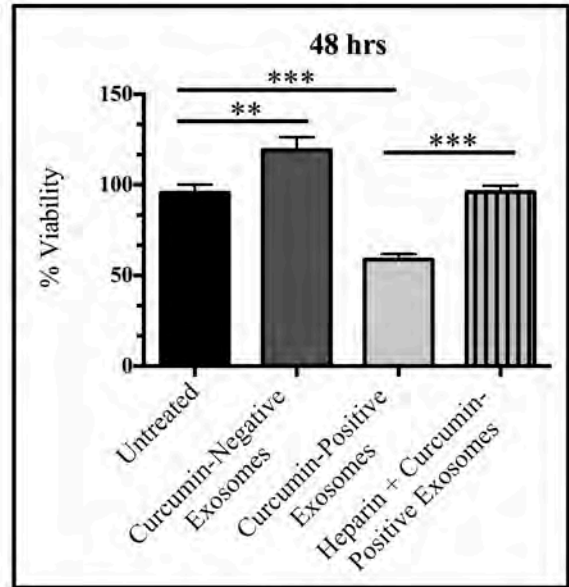 48 hrs
***
**
***
150
100
50
0
% Viability
Untreated
Curcumin-Negative
Exosomes
Curcumin-Positive
Exosomes
Heparin + Curcumin-
Positive Exosomes